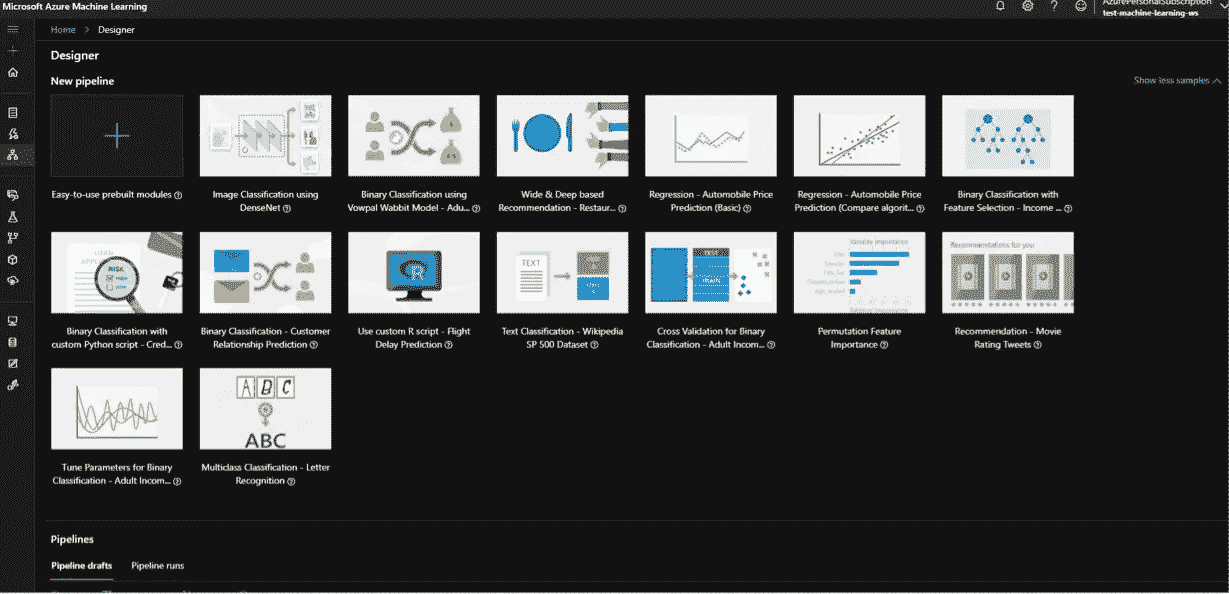 Microsoft Azure Machine Learning
AzurePersonalSubscription
test-machine-learning-ws
Home > Designer
Designer
New pipeline
Show less samples
Easy-to-use prebuilt modules
Image Classification using
DenseNet
Binary Classification using
Vowpal Wabbit Model - Adu...
Wide & Deep based
Recommendation - Restaur...
Regression - Automobile Price
Prediction (Basic)
Regression - Automobile Price
Prediction (Compare algorit...
Binary Classification with
Feature Selection - Income ...
LOAN
RISK
R
TEXT
TEXT
Variable Importance
Recommendations for you
Binary Classification with
custom Python script - Cred...
Binary Classification - Customer
Relationship Prediction
Use custom R script - Flight
Delay Prediction
Text Classification - Wikipedia
SP 500 Dataset
Cross Validation for Binary
Classification - Adult Incom...
Permutation Feature
Importance
Recommendation - Movie
Rating Tweets
A B C
ABC
Tune Parameters for Binary
Classification - Adult Incom...
Multiclass Classification - Letter
Recognition
Pipelines
Pipeline drafts
Pipeline runs